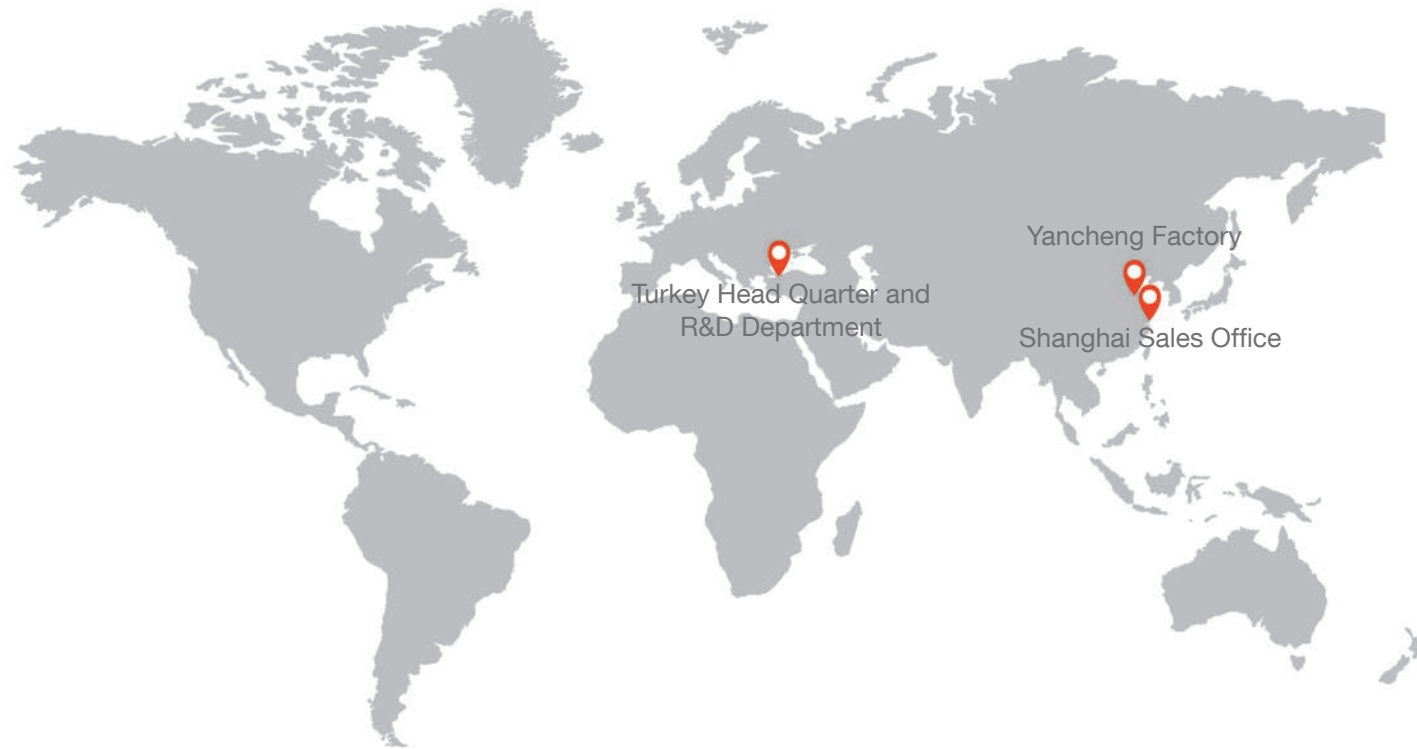 Yancheng Factory
Turkey Head Quarter and
R&D Department
Shanghai Sales Office